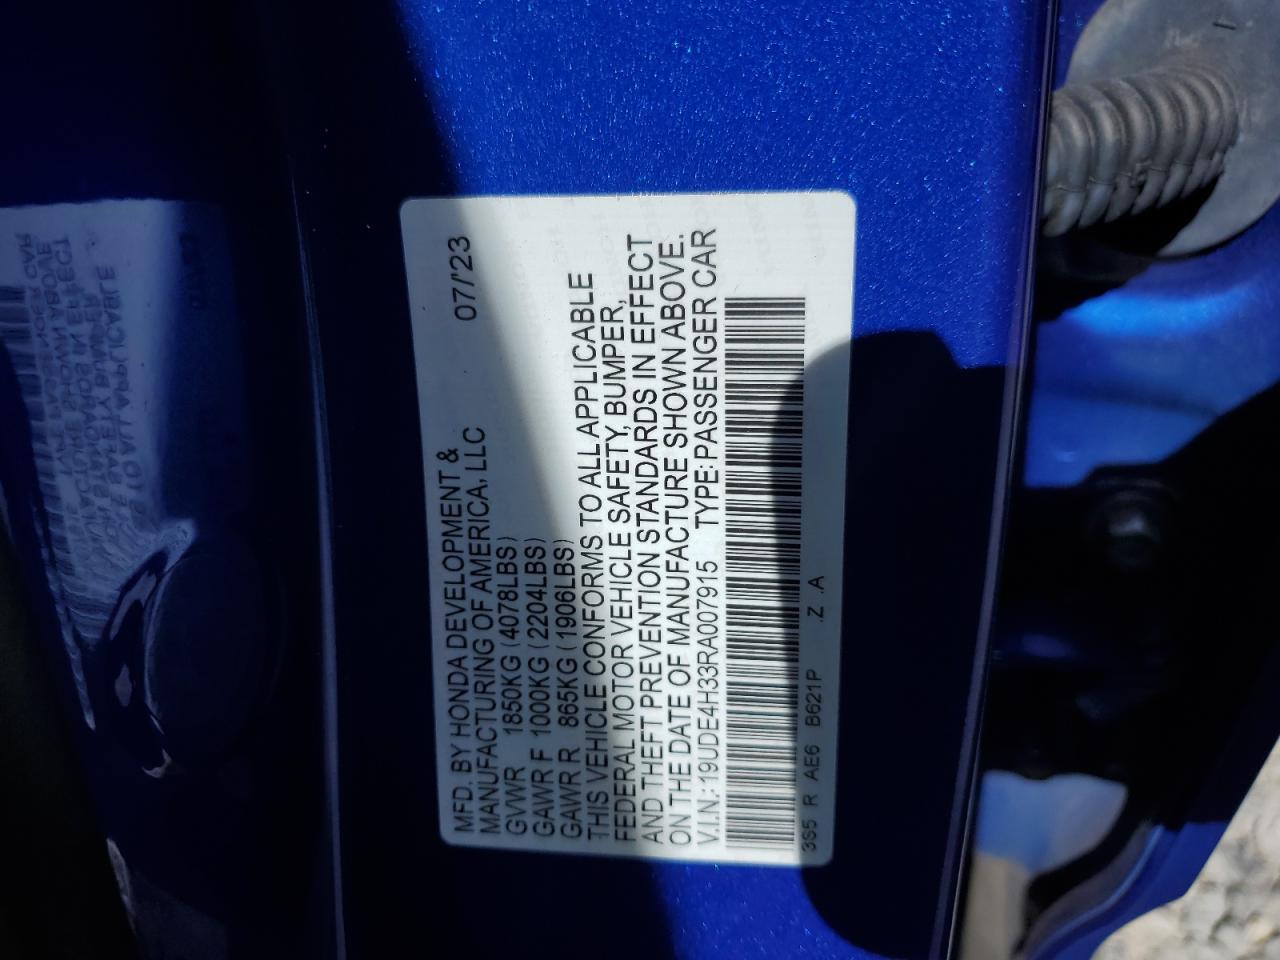 MFD. BY HONDA DEVELOPMENT & 07/'23
MANUFACTURING OF AMERICA, LLC
GVWR 1850KG (4078LBS)
GAWR F 1000KG (2204LBS)
GAWR R 865KG (1906LBS)
THIS VEHICLE CONFORMS TO ALL APPLICABLE
FEDERAL MOTOR VEHICLE SAFETY, BUMPER,
AND THEFT PREVENTION STANDARDS IN EFFECT
ON THE DATE OF MANUFACTURE SHOWN ABOVE.
V.I.N.: 19UDE4H33RA007915 TYPE: PASSENGER CAR
3S5 R AE6 B621P .Z .A